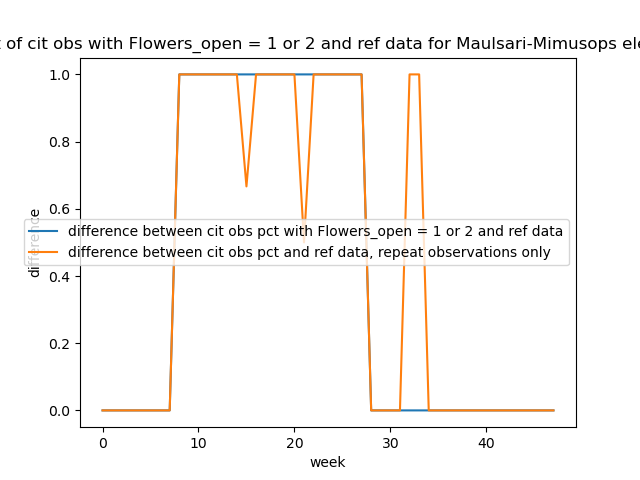 of cit obs with Flowers_open = 1 or 2 and ref data for Maulsari-Mimusops
1.0
0.8
0.6
0.4
0.2
0.0
difference
difference between cit obs pct with Flowers_open = 1 or 2 and ref data
difference between cit obs pct and ref data, repeat observations only
0 10 20 30 40
week